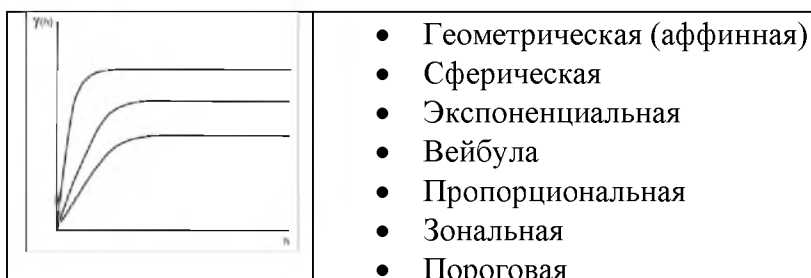 γ(h)
h
• Геометрическая (аффинная)
• Сферическая
• Экспоненциальная
• Вейбула
• Пропорциональная
• Зональная
• Пороговая